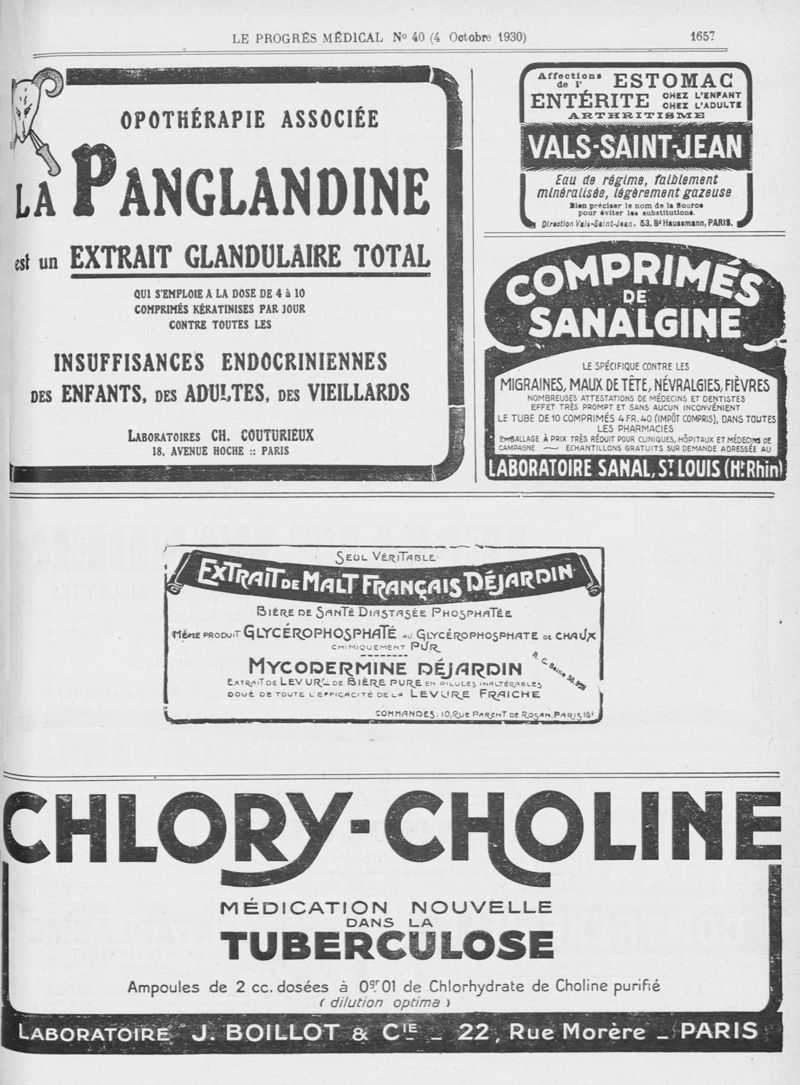 LE PROGRÈS MÉDICAL No 40 (4 Octobre 1930) 1657
OPOTHÉRAPIE ASSOCIÉE
LA PANGLANDINE
est un EXTRAIT GLANDULAIRE TOTAL
QUI S'EMPLOIE A LA DOSE DE 4 à 10
COMPRIMÉS KÉRATINISES PAR JOUR
CONTRE TOUTES LES
INSUFFISANCES ENDOCRINIENNES
DES ENFANTS, DES ADULTES, DES VIEILLARDS
LABORATOIRES CH. COUTURIEUX
18, AVENUE HOCHE :: PARIS
Affections de l' ESTOMAC
ENTÉRITE CHEZ L'ENFANT CHEZ L'ADULTE
ARTHRITISME
VALS-SAINT-JEAN
Eau de régime, faiblement
minéralisée, légèrement gazeuse
Bien préciser le nom de la Source
pour éviter les substitutions.
Direction Vals-Saint-Jean. 53, Bd Haussmann, PARIS.
COMPRIMÉS
DE
SANALGINE
LE SPÉCIFIQUE CONTRE LES
MIGRAINES, MAUX DE TÊTE, NÉVRALGIES, FIÈVRES
NOMBREUSES ATTESTATIONS DE MÉDECINS ET DENTISTES
EFFET TRÈS PROMPT ET SANS AUCUN INCONVÉNIENT
LE TUBE DE 10 COMPRIMÉS 4 FR. 40 (IMPÔT COMPRIS), DANS TOUTES
LES PHARMACIES
EMBALLAGE À PRIX TRÈS RÉDUIT POUR CLINIQUES, HÔPITAUX ET MÉDECINS DE
CAMPAGNE — ECHANTILLONS GRATUITS SUR DEMANDE ADRESSÉE AU
LABORATOIRE SANAL, ST LOUIS (Ht Rhin)
SEUL VÉRITABLE
EXTRAIT DE MALT FRANÇAIS DÉJARDIN
BIÈRE DE SANTÉ DIASTASÉE PHOSPHATÉE
MÊME PRODUIT GLYCÉROPHOSPHATÉ AU GLYCÉROPHOSPHATE DE CHAUX
CHIMIQUEMENT PUR
MYCODERMINE DÉJARDIN
EXTRAIT DE LEVURE DE BIÈRE PURE EN PILULES INALTÉRABLES
DOUÉ DE TOUTE L'EFFICACITÉ DE LA LEVURE FRAICHE
R. C. Seine
COMMANDES: 10, RUE PARENT DE ROSAN, PARIS 16e
CHLORY-CHOLINE
MÉDICATION NOUVELLE
DANS LA
TUBERCULOSE
Ampoules de 2 cc. dosées à 0gr01 de Chlorhydrate de Choline purifié
(dilution optima)
LABORATOIRE J. BOILLOT & CIE _ 22, Rue Morère _ PARIS